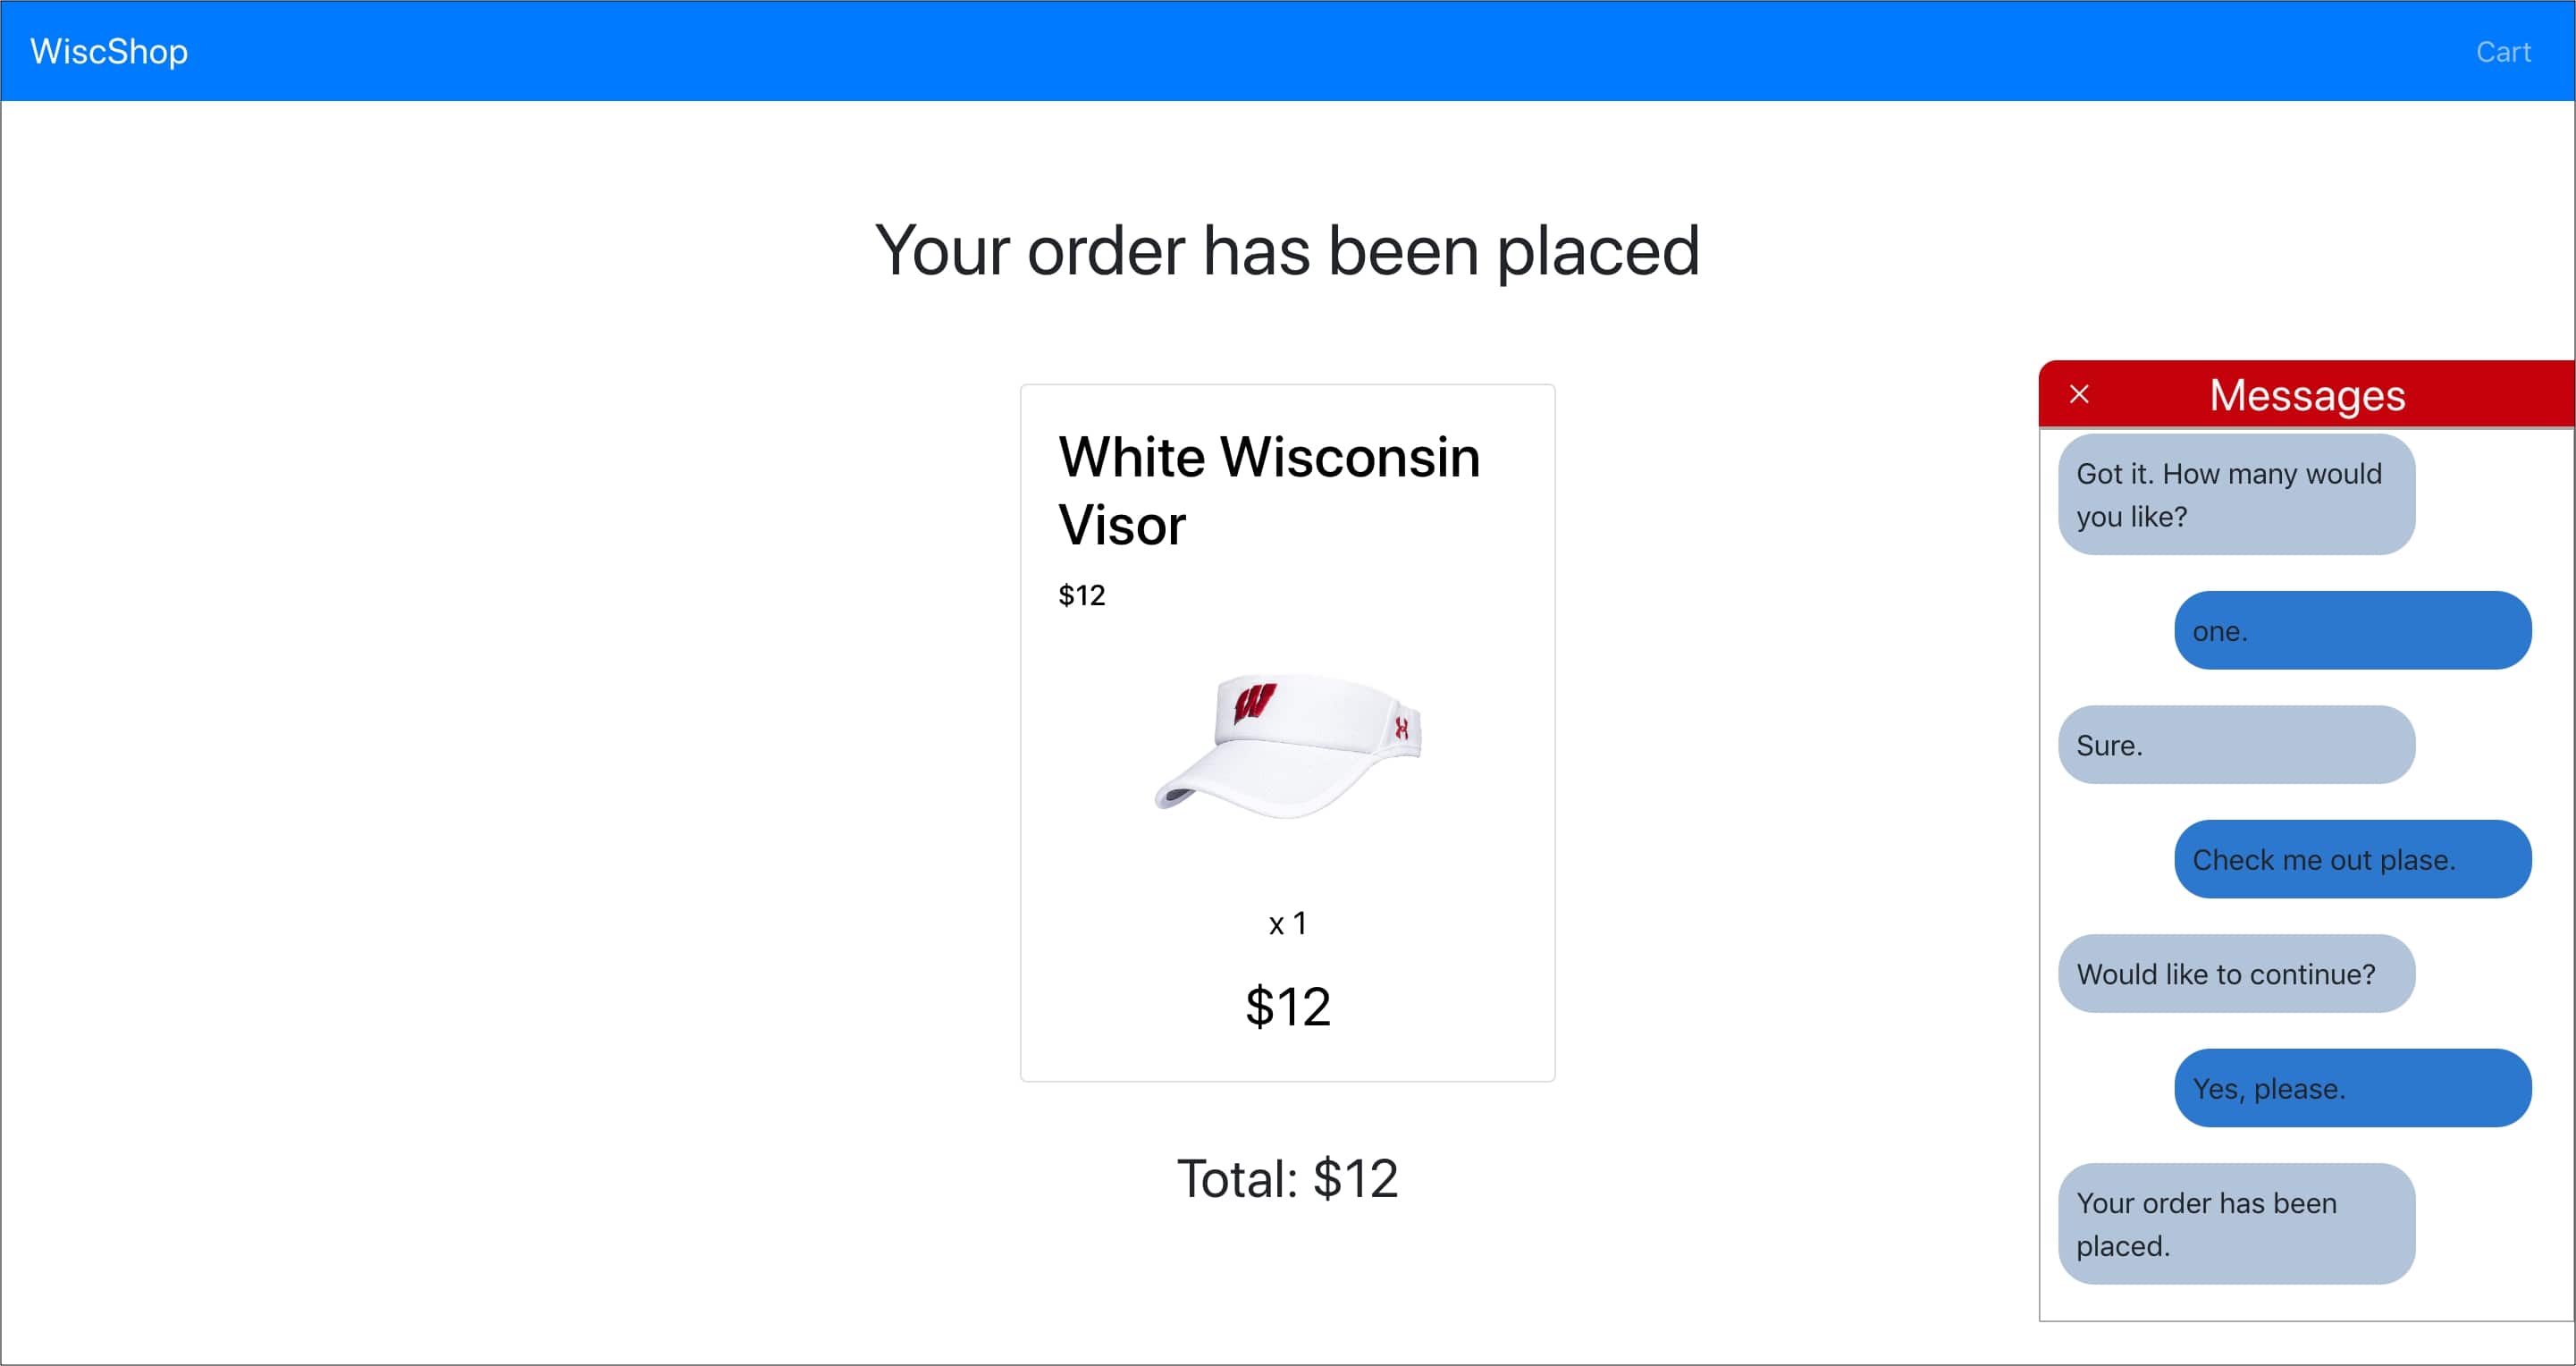 WiscShop
Cart
Your order has been placed
White Wisconsin
Visor
$12
W
x 1
$12
Total: $12
Messages
Got it. How many would
you like?
one.
Sure.
Check me out plase.
Would like to continue?
Yes, please.
Your order has been
placed.